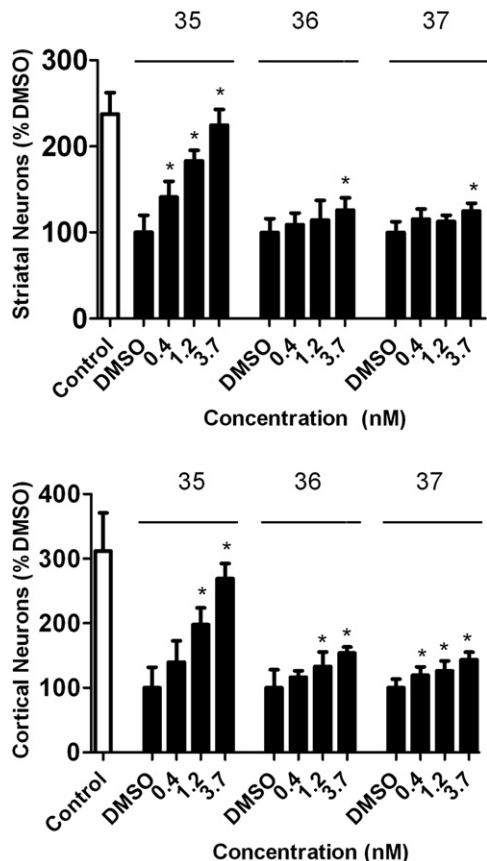 35 36 37
Striatal Neurons (%DMSO)
300
200
100
0
* * * * *
Control DMSO 0.4 1.2 3.7 DMSO 0.4 1.2 3.7 DMSO 0.4 1.2 3.7
Concentration (nM)
35 36 37
Cortical Neurons (%DMSO)
400
300
200
100
0
* * * * * * *
Control DMSO 0.4 1.2 3.7 DMSO 0.4 1.2 3.7 DMSO 0.4 1.2 3.7
Concentration (nM)